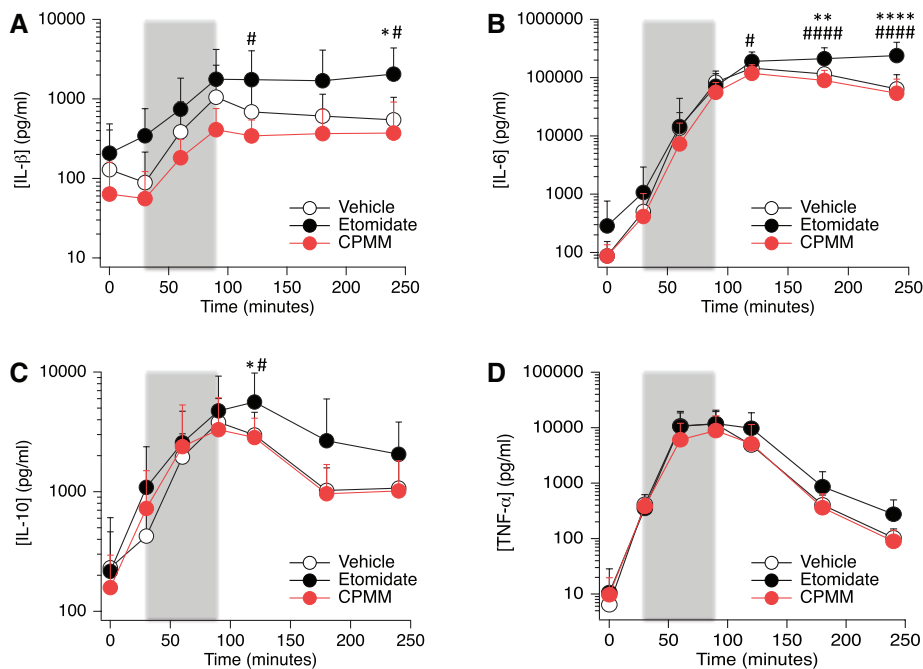 A
10000
1000
100
10
[IL-β] (pg/ml)
#
*#
Vehicle
Etomidate
CPMM
0 50 100 150 200 250
Time (minutes)
B
1000000
100000
10000
1000
100
[IL-6] (pg/ml)
** ****
# #### ####
Vehicle
Etomidate
CPMM
0 50 100 150 200 250
Time (minutes)
C
10000
1000
100
[IL-10] (pg/ml)
*#
Vehicle
Etomidate
CPMM
0 50 100 150 200 250
Time (minutes)
D
100000
10000
1000
100
10
[TNF-α] (pg/ml)
Vehicle
Etomidate
CPMM
0 50 100 150 200 250
Time (minutes)